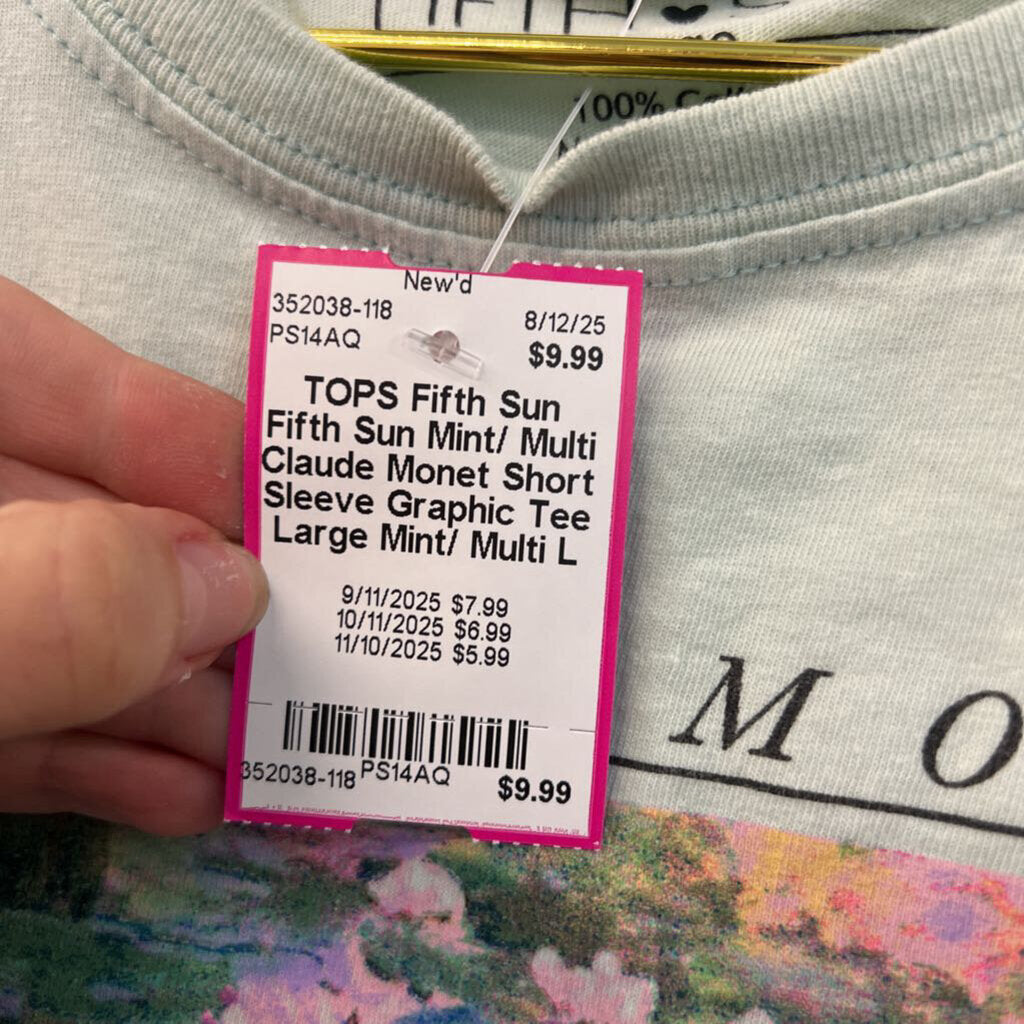 FIFTH
100%
New'd
352038-118
8/12/25
PS14AQ
$9.99
TOPS Fifth Sun
Fifth Sun Mint/ Multi
Claude Monet Short
Sleeve Graphic Tee
Large Mint/ Multi L
9/11/2025 $7.99
10/11/2025 $6.99
11/10/2025 $5.99
352038-118 PS14AQ $9.99
MO